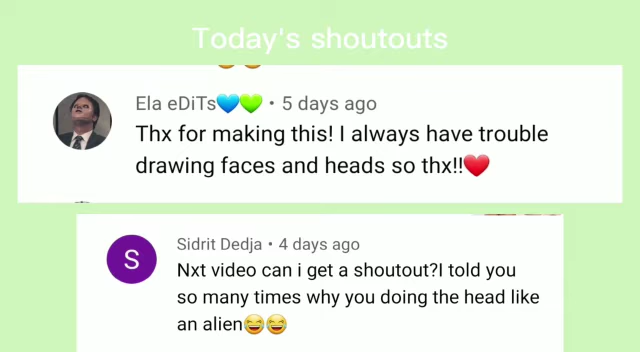 Today's shoutouts
Ela eDiTs💙💚 • 5 days ago
Thx for making this! I always have trouble
drawing faces and heads so thx!!❤️
S
Sidrit Dedja • 4 days ago
Nxt video can i get a shoutout?I told you
so many times why you doing the head like
an alien😆😂